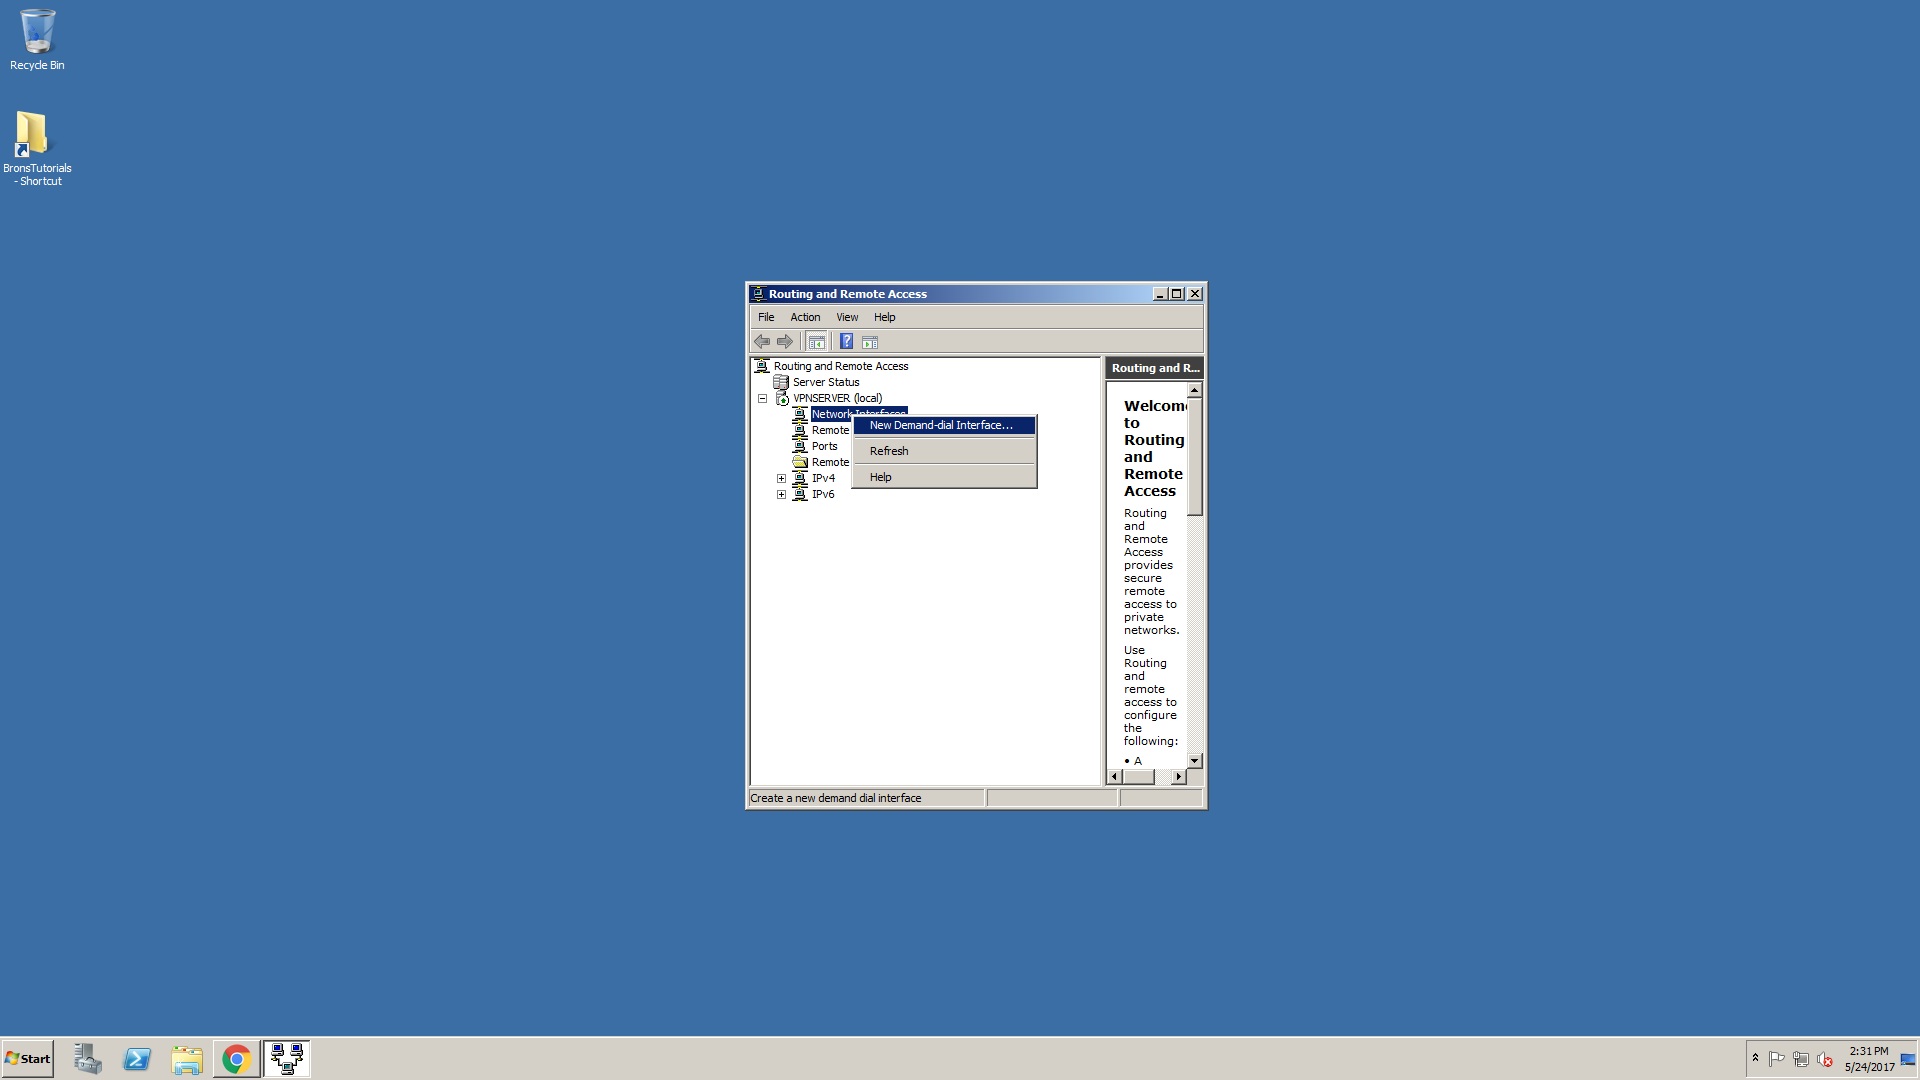 Recycle Bin
BronsTutorials
- Shortcut
Routing and Remote Access
File Action View Help
Routing and Remote Access
Server Status
VPNSERVER (local)
Network Interfaces
Remote
Ports
Remote
IPv4
IPv6
New Demand-dial Interface...
Refresh
Help
Routing and R...
Welcome
to
Routing
and
Remote
Access
Routing
and
Remote
Access
provides
secure
remote
access to
private
networks.
Use
Routing
and
remote
access to
configure
the
following:
• A
Create a new demand dial interface
Start
2:31 PM
5/24/2017